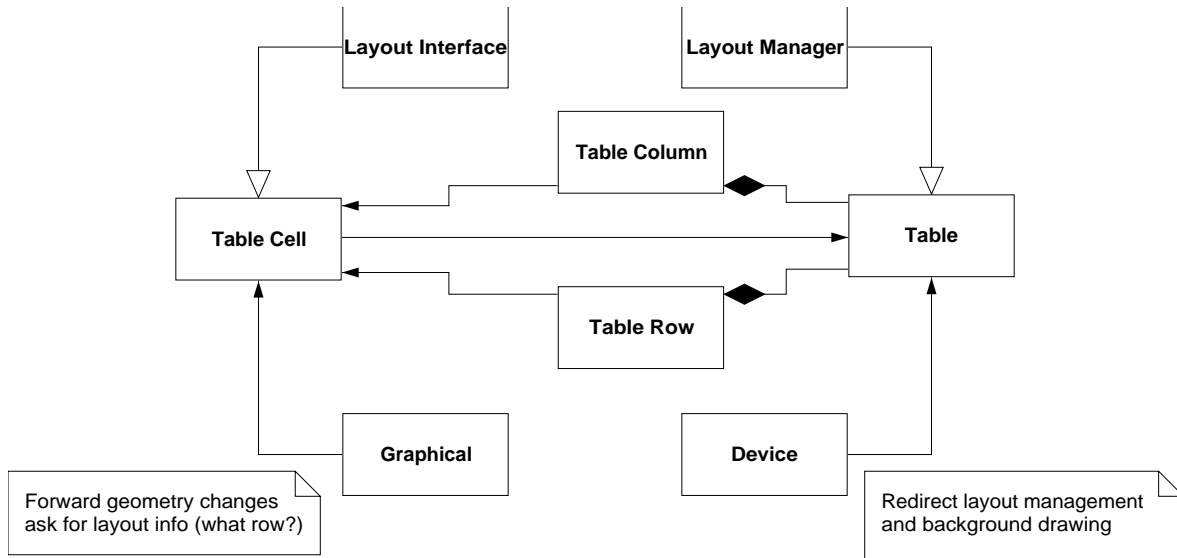 Layout Interface
Layout Manager
Table Column
Table Cell
Table
Table Row
Graphical
Device
Forward geometry changes
ask for layout info (what row?)
Redirect layout management
and background drawing